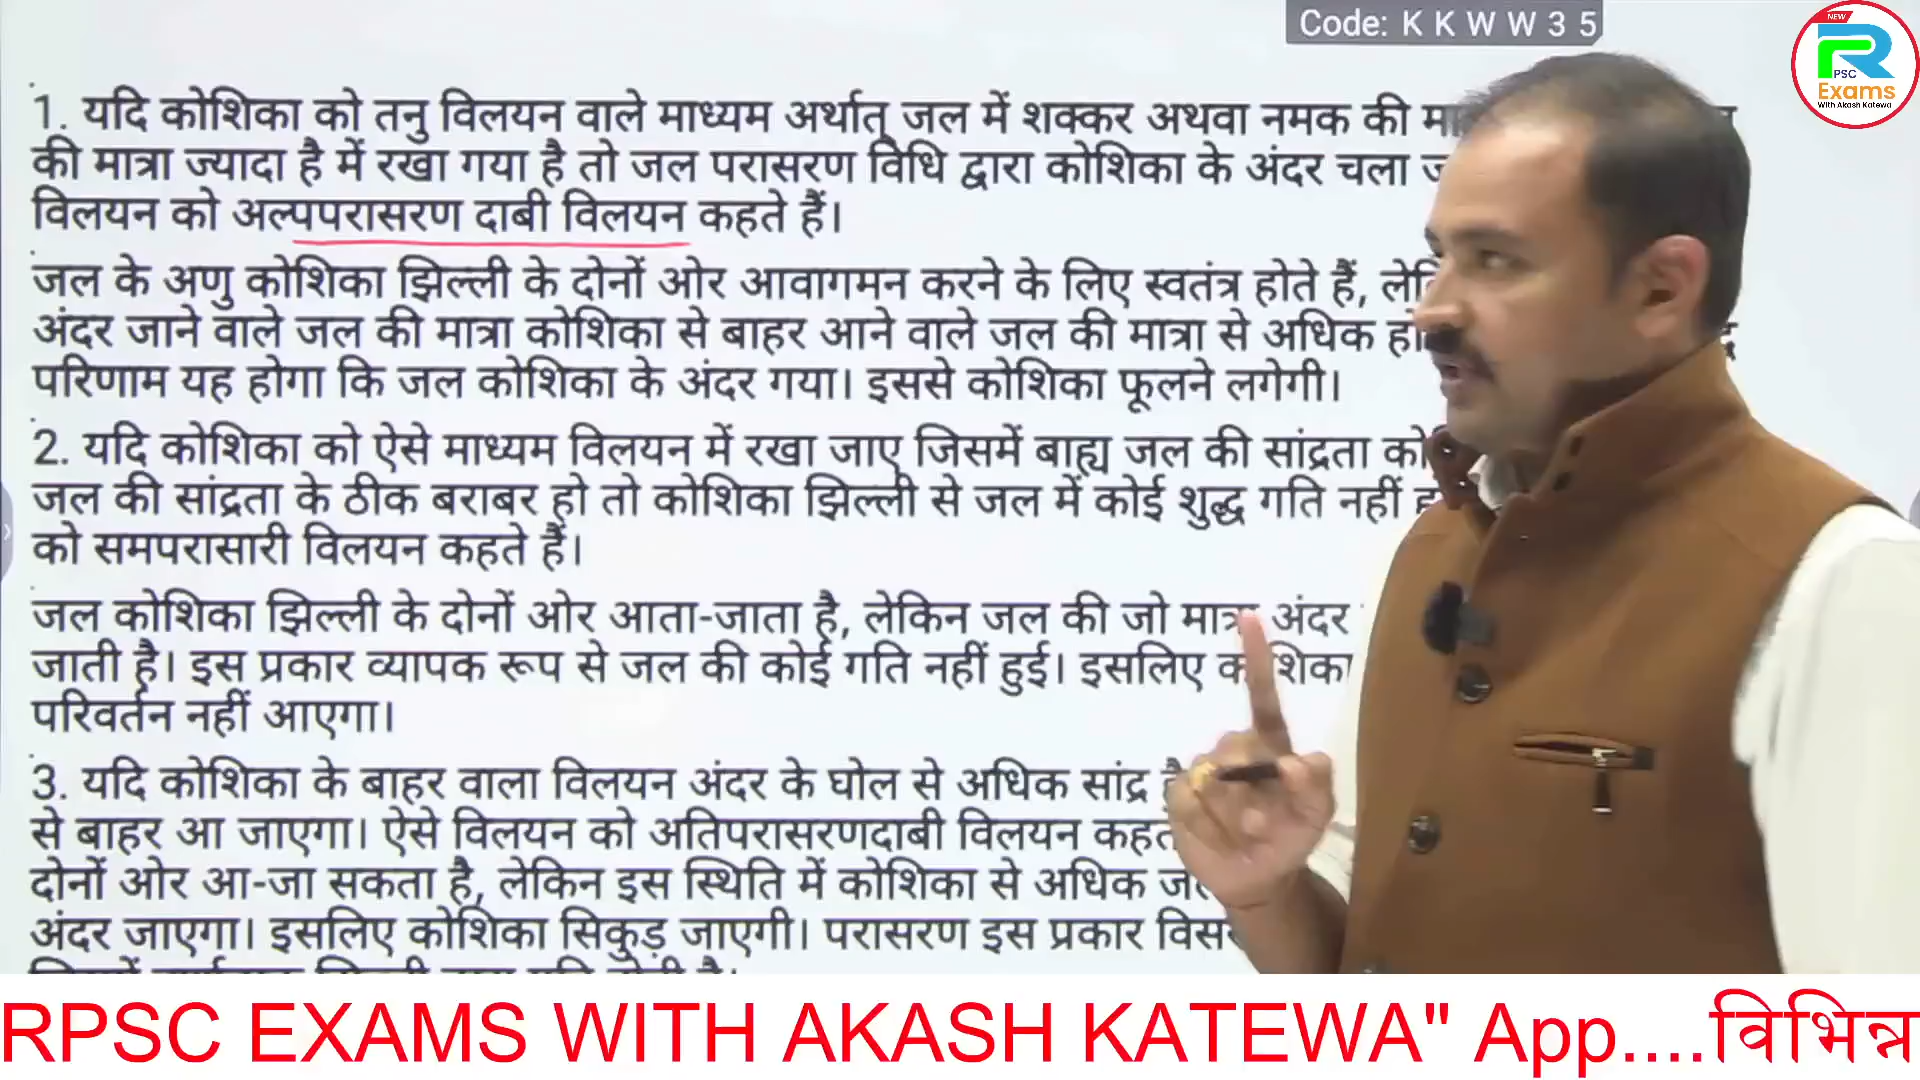 Code: K K W W 3 5
NEW
R
PSC
Exams
With Akash Katewa
1. यदि कोशिका को तनु विलयन वाले माध्यम अर्थात् जल में शक्कर अथवा नमक की
की मात्रा ज्यादा है में रखा गया है तो जल परासरण विधि द्वारा कोशिका के अंदर चला
विलयन को अल्पपरासरण दाबी विलयन कहते हैं।
जल के अणु कोशिका झिल्ली के दोनों ओर आवागमन करने के लिए स्वतंत्र होते हैं,
अंदर जाने वाले जल की मात्रा कोशिका से बाहर आने वाले जल की मात्रा से अधिक
परिणाम यह होगा कि जल कोशिका के अंदर गया। इससे कोशिका फूलने लगेगी।
2. यदि कोशिका को ऐसे माध्यम विलयन में रखा जाए जिसमें बाह्य जल की सांद्रता
जल की सांद्रता के ठीक बराबर हो तो कोशिका झिल्ली से जल में कोई शुद्ध गति नहीं
को समपरासारी विलयन कहते हैं।
जल कोशिका झिल्ली के दोनों ओर आता-जाता है, लेकिन जल की जो मात्रा अंदर
जाती है। इस प्रकार व्यापक रूप से जल की कोई गति नहीं हुई। इसलिए कोशिका
परिवर्तन नहीं आएगा।
3. यदि कोशिका के बाहर वाला विलयन अंदर के घोल से अधिक सांद्र
से बाहर आ जाएगा। ऐसे विलयन को अतिपरासरणदाबी विलयन
दोनों ओर आ-जा सकता है, लेकिन इस स्थिति में कोशिका से अधिक
अंदर जाएगा। इसलिए कोशिका सिकुड़ जाएगी। परासरण इस प्रकार
RPSC EXAMS WITH AKASH KATEWA" App....विभिन्न